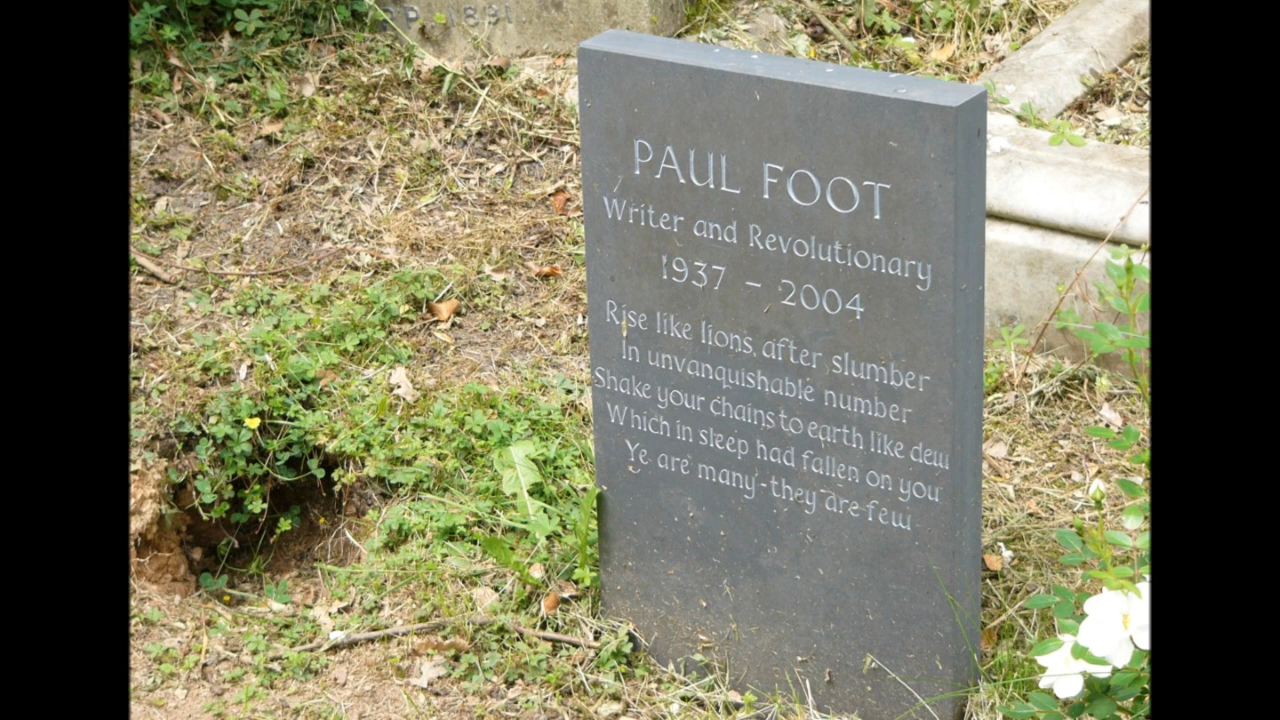 1891
PAUL FOOT
Writer and Revolutionary
1937 - 2004
Rise like lions, after slumber
In unvanquishable number
Shake your chains to earth like dew
Which in sleep had fallen on you
Ye are many-they are few